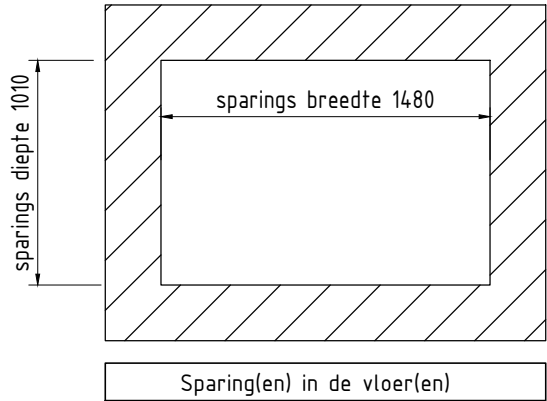 sparings breedte 1480
sparings diepte 1010
Sparing(en) in de vloer(en)